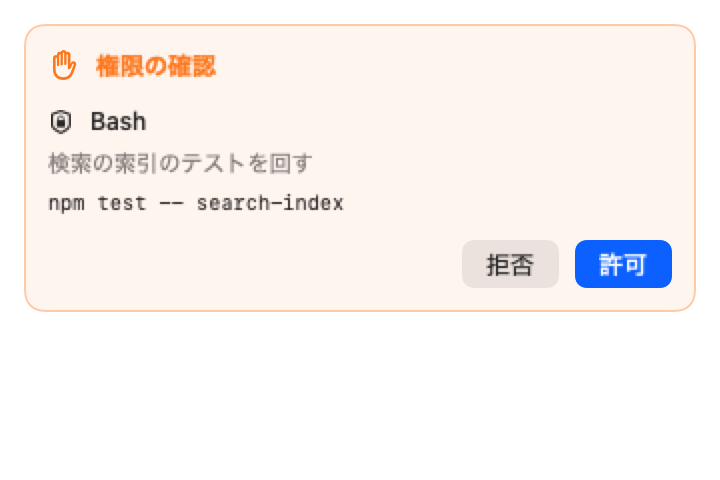 権限の確認
Bash
検索の索引のテストを回す
npm test -- search-index
拒否 許可